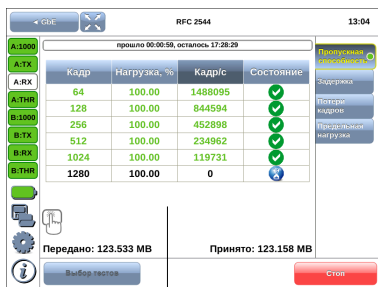 GbE
RFC 2544
13:04
A:1000
A:TX
A:RX
A:THR
B:1000
B:TX
B:RX
B:THR
прошло 00:00:59, осталось 17:28:29
Кадр Нагрузка, % Кадр/с Состояние
64 100.00 1488095
128 100.00 844594
256 100.00 452898
512 100.00 234962
1024 100.00 119731
1280 100.00 0
Пропускная
способность
Задержка
Потери
кадров
Предельная
нагрузка
Передано: 123.533 MB Принято: 123.158 MB
Выбор тестов
Стоп